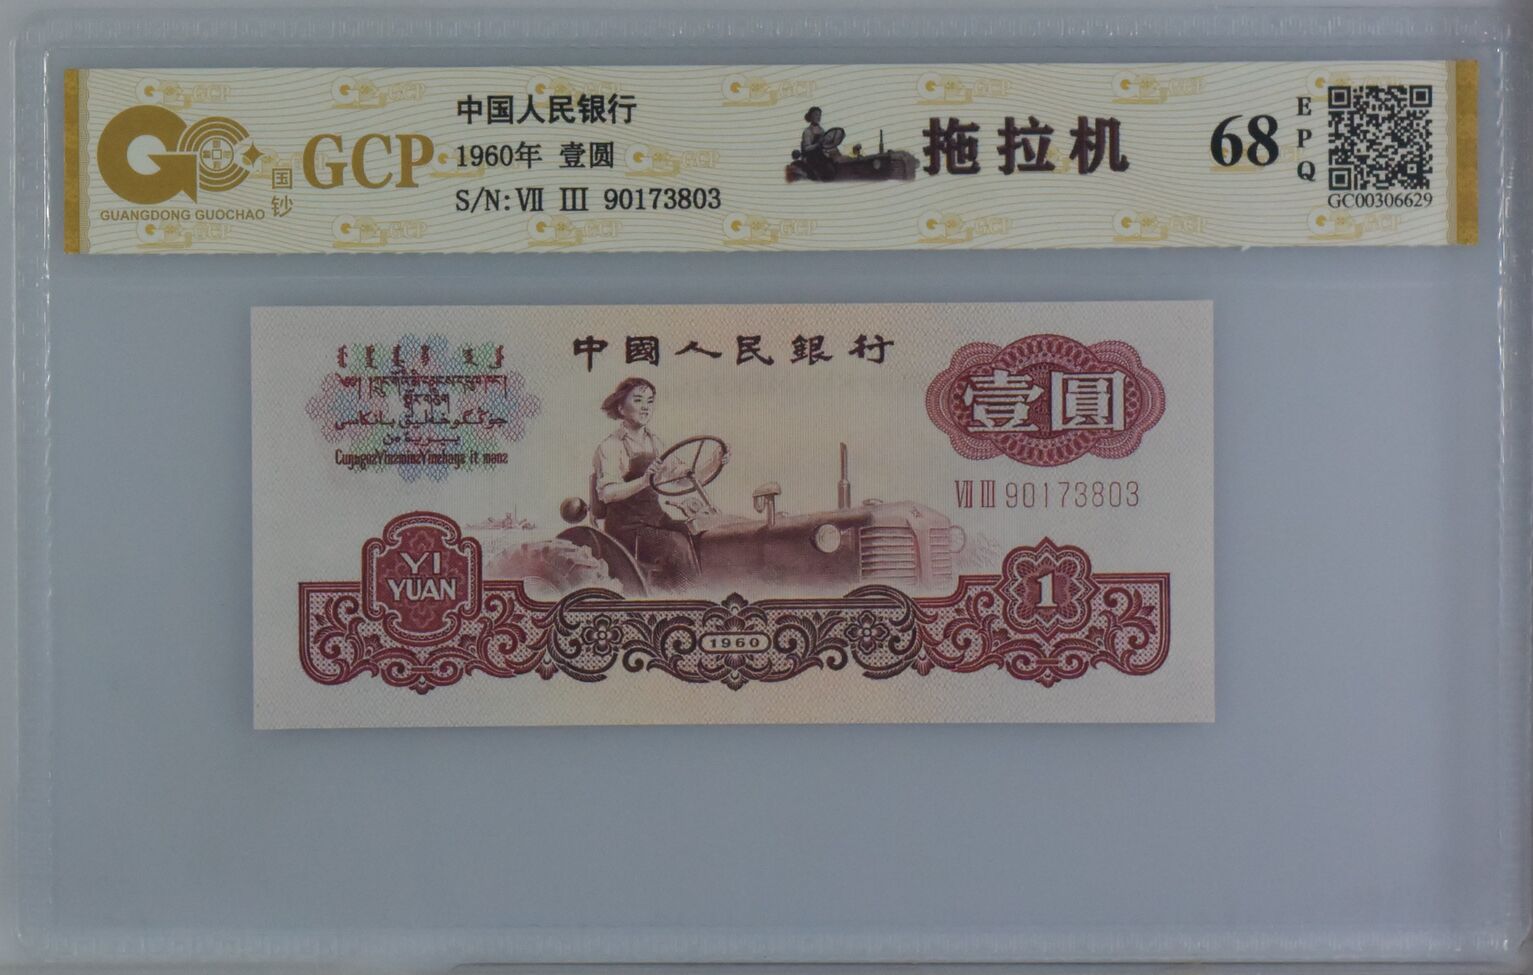 GUANGDONG GUOCHAO
国
钞
GCP
中国人民银行
1960年 壹圆
S/N: Ⅶ Ⅲ 90173803
拖拉机
68
E
P
Q
GC00306629
中國人民銀行
壹圓
Ⅶ Ⅲ 90173803
YI
YUAN
1
1960